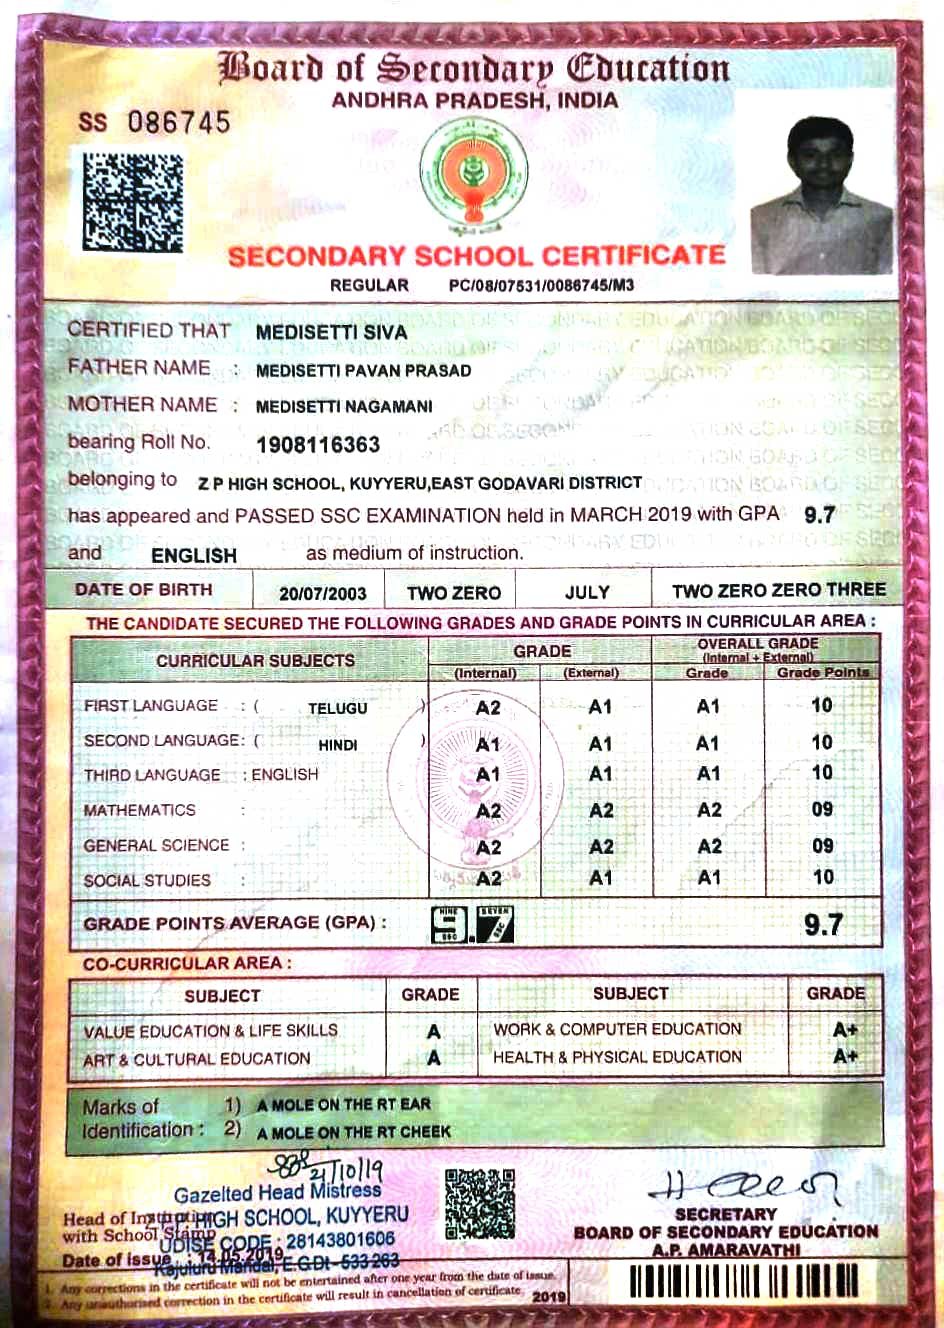 Board of Secondary Education
ANDHRA PRADESH, INDIA
SS 086745
SECONDARY SCHOOL CERTIFICATE
REGULAR PC/08/07531/0086745/M3
CERTIFIED THAT MEDISETTI SIVA
FATHER NAME : MEDISETTI PAVAN PRASAD
MOTHER NAME : MEDISETTI NAGAMANI
bearing Roll No. 1908116363
belonging to Z P HIGH SCHOOL, KUYYERU,EAST GODAVARI DISTRICT
has appeared and PASSED SSC EXAMINATION held in MARCH 2019 with GPA 9.7
and ENGLISH as medium of instruction.
DATE OF BIRTH 20/07/2003 TWO ZERO JULY TWO ZERO ZERO THREE
THE CANDIDATE SECURED THE FOLLOWING GRADES AND GRADE POINTS IN CURRICULAR AREA :
CURRICULAR SUBJECTS GRADE OVERALL GRADE
(Internal + External)
(Internal) (External) Grade Grade Points
FIRST LANGUAGE : ( TELUGU ) A2 A1 A1 10
SECOND LANGUAGE: ( HINDI ) A1 A1 A1 10
THIRD LANGUAGE : ENGLISH A1 A1 A1 10
MATHEMATICS : A2 A2 A2 09
GENERAL SCIENCE : A2 A2 A2 09
SOCIAL STUDIES : A2 A1 A1 10
GRADE POINTS AVERAGE (GPA) : NINE 9 SSC . SEVEN 7 SSC 9.7
CO-CURRICULAR AREA :
SUBJECT GRADE SUBJECT GRADE
VALUE EDUCATION & LIFE SKILLS A WORK & COMPUTER EDUCATION A+
ART & CULTURAL EDUCATION A HEALTH & PHYSICAL EDUCATION A+
Marks of 1) A MOLE ON THE RT EAR
Identification : 2) A MOLE ON THE RT CHEEK
21/10/19
Gazelted Head Mistress
Head of Institution Z.P. HIGH SCHOOL, KUYYERU
with School Stamp
UDISE CODE : 28143801606
Date of issue : 14.05.2019
Kajuluru Mandal, E.G.Dt.-533 263
SECRETARY
BOARD OF SECONDARY EDUCATION
A.P. AMARAVATHI
1. Any corrections in the certificate will not be entertained after one year from the date of issue.
2. Any unauthorised correction in the certificate will result in cancellation of certificate.
2019